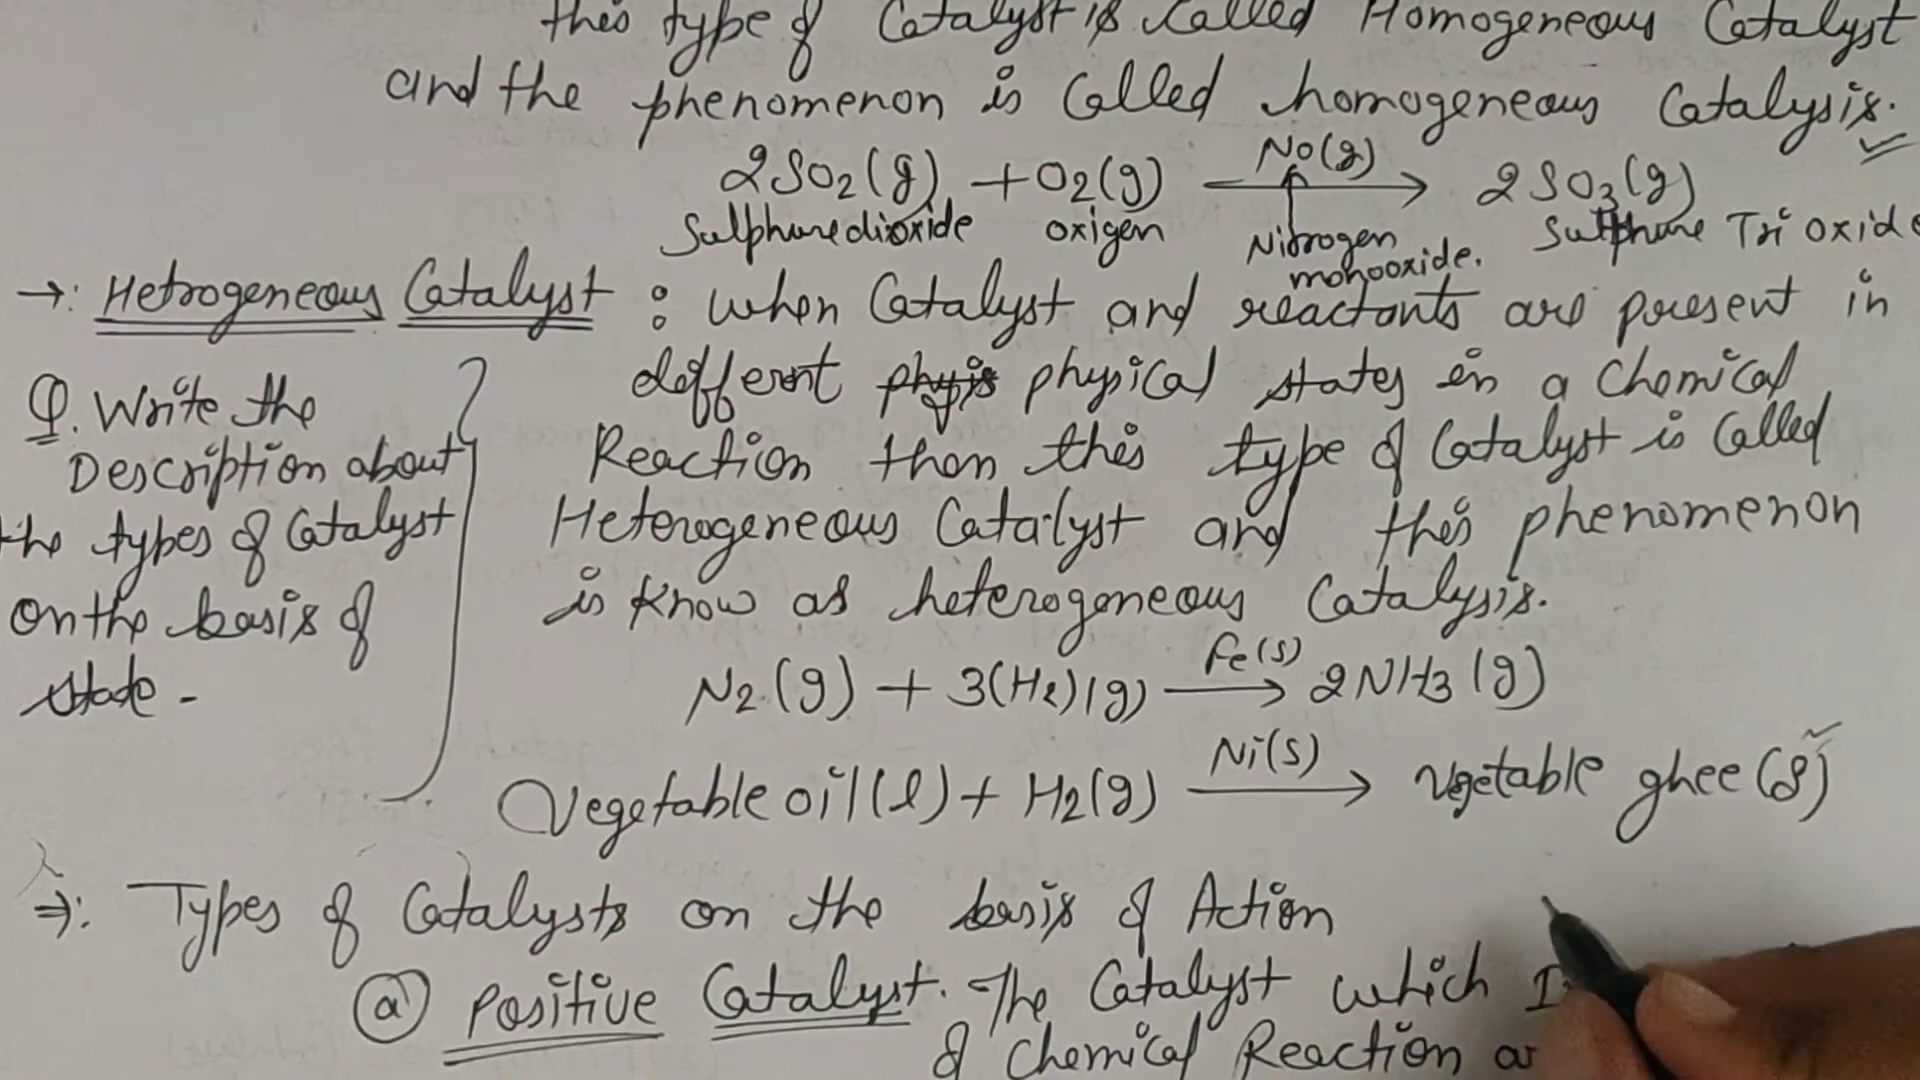 this type of Catalyst is Called Homogeneous Catalyst
and the phenomenon is Called homogeneous Catalysis.
2SO2(g) + O2(g) NO(g) → 2SO3(g)
Sulphuredioxide oxigen Nitrogen monooxide. Sulphure Tri oxide
→: Hetrogeneous Catalyst : when Catalyst and reactants are present in
different physical states in a Chemical
Reaction then this type of Catalyst is Called
Heterogeneous Catalyst and this phenomenon
is know as heterogeneous Catalysis.
Q. Write the
Description about
the types of Catalyst
on the basis of
state -
N2(g) + 3(H2)(g) Fe(s) → 2NH3(g)
Vegetable oil(l) + H2(g) Ni(s) → Vgetable ghee(s)
⇒: Types of Catalysts on the basis of Action
(a) Positive Catalyst. The Catalyst which
of Chemical Reaction